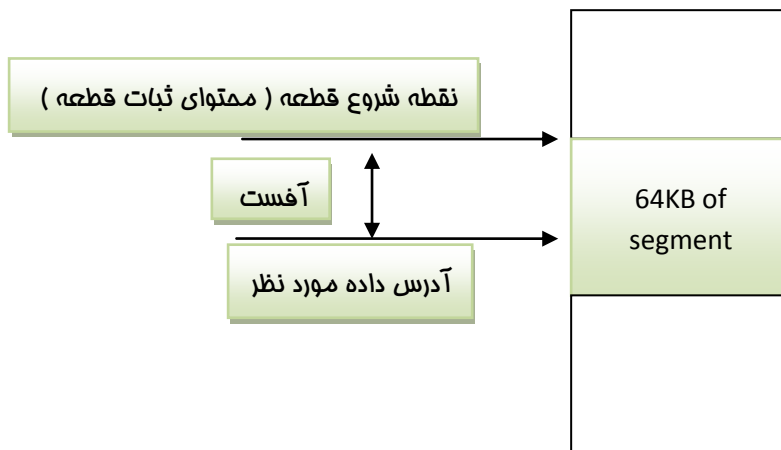 نقطه شروع قطعه ( محتوای ثبات قطعه )
آفست
آدرس داده مورد نظر
64KB of
segment